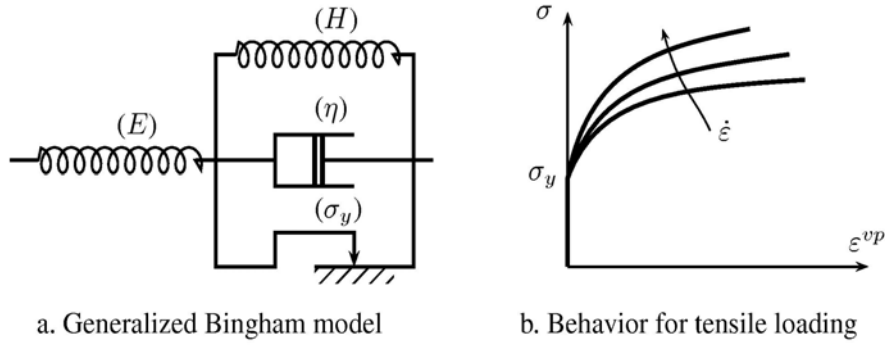 (H)
(η)
(E)
(σ_y)
a. Generalized Bingham model
σ
ε̇
σ_y
ε^{vp}
b. Behavior for tensile loading